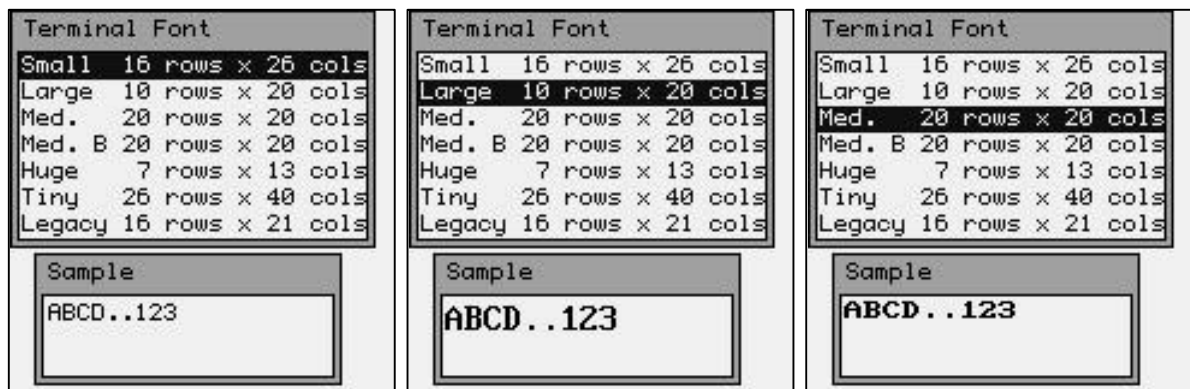 Terminal Font
Small 16 rows x 26 cols
Large 10 rows x 20 cols
Med. 20 rows x 20 cols
Med. B 20 rows x 20 cols
Huge 7 rows x 13 cols
Tiny 26 rows x 40 cols
Legacy 16 rows x 21 cols
Sample
ABCD..123
Terminal Font
Small 16 rows x 26 cols
Large 10 rows x 20 cols
Med. 20 rows x 20 cols
Med. B 20 rows x 20 cols
Huge 7 rows x 13 cols
Tiny 26 rows x 40 cols
Legacy 16 rows x 21 cols
Sample
ABCD..123
Terminal Font
Small 16 rows x 26 cols
Large 10 rows x 20 cols
Med. 20 rows x 20 cols
Med. B 20 rows x 20 cols
Huge 7 rows x 13 cols
Tiny 26 rows x 40 cols
Legacy 16 rows x 21 cols
Sample
ABCD..123